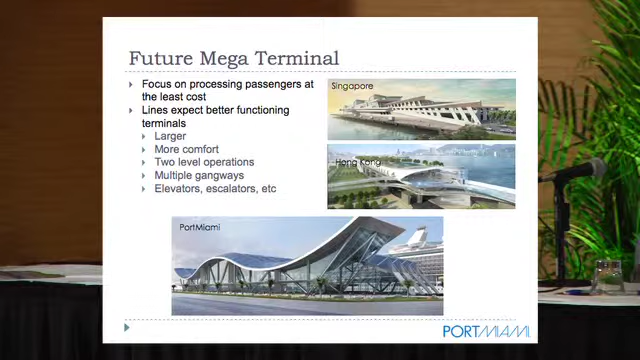 Future Mega Terminal
Focus on processing passengers at
the least cost
Lines expect better functioning
terminals
Larger
More comfort
Two level operations
Multiple gangways
Elevators, escalators, etc
Singapore
Hong Kong
PortMiami
PORTMIAMI